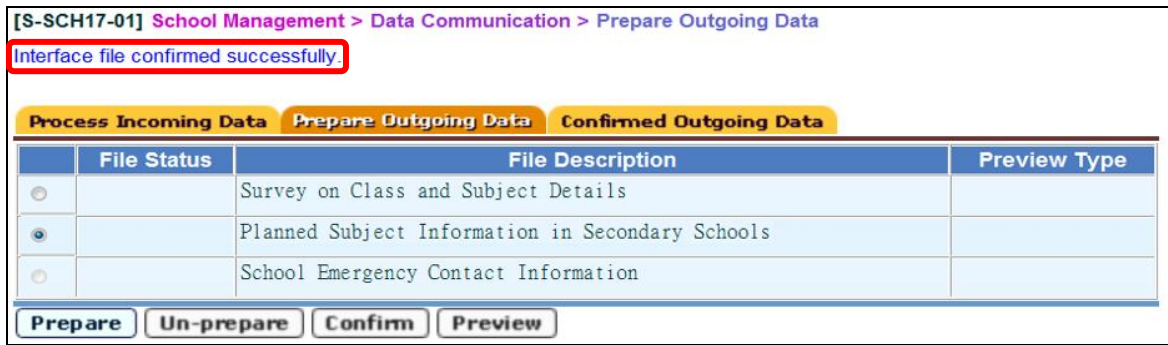 [S-SCH17-01] School Management > Data Communication > Prepare Outgoing Data
Interface file confirmed successfully.
Process Incoming Data Prepare Outgoing Data Confirmed Outgoing Data
File Status File Description Preview Type
Survey on Class and Subject Details
Planned Subject Information in Secondary Schools
School Emergency Contact Information
Prepare Un-prepare Confirm Preview